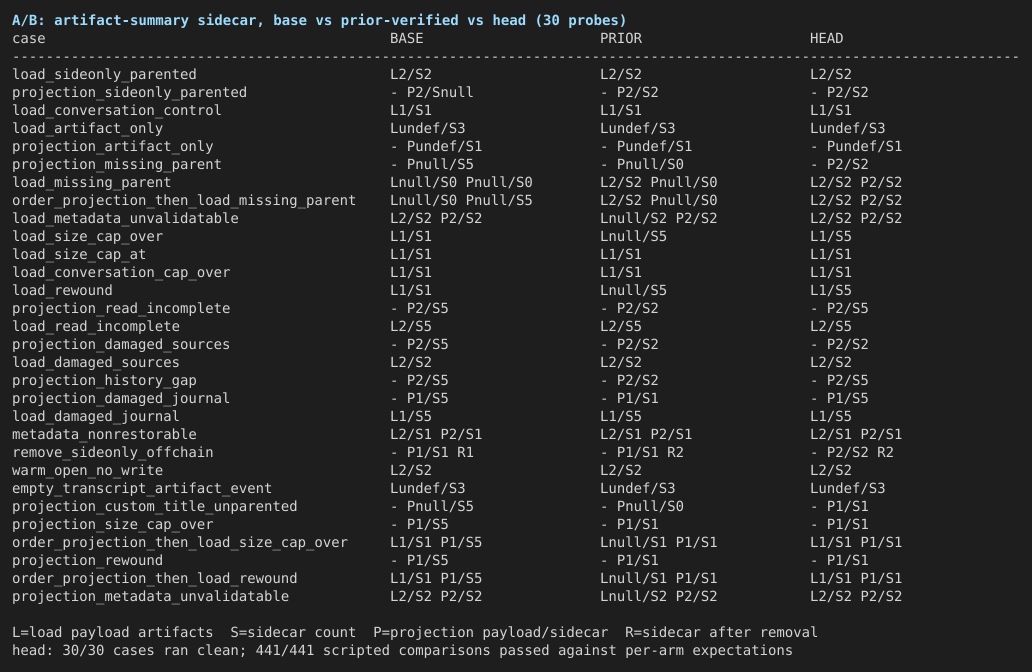 A/B: artifact-summary sidecar, base vs prior-verified vs head (30 probes)
case BASE PRIOR HEAD
------------------------------------------------------------------------------------------------------------------------
load_sideonly_parented L2/S2 L2/S2 L2/S2
projection_sideonly_parented - P2/Snull - P2/S2 - P2/S2
load_conversation_control L1/S1 L1/S1 L1/S1
load_artifact_only Lundef/S3 Lundef/S3 Lundef/S3
projection_artifact_only - Pundef/S1 - Pundef/S1 - Pundef/S1
projection_missing_parent - Pnull/S5 - Pnull/S0 - P2/S2
load_missing_parent Lnull/S0 Pnull/S0 L2/S2 Pnull/S0 L2/S2 P2/S2
order_projection_then_load_missing_parent Lnull/S0 Pnull/S5 L2/S2 Pnull/S0 L2/S2 P2/S2
load_metadata_unvalidatable L2/S2 P2/S2 Lnull/S2 P2/S2 L2/S2 P2/S2
load_size_cap_over L1/S1 Lnull/S5 L1/S5
load_size_cap_at L1/S1 L1/S1 L1/S1
load_conversation_cap_over L1/S1 L1/S1 L1/S1
load_rewound L1/S1 Lnull/S5 L1/S5
projection_read_incomplete - P2/S5 - P2/S2 - P2/S5
load_read_incomplete L2/S5 L2/S5 L2/S5
projection_damaged_sources - P2/S5 - P2/S2 - P2/S2
load_damaged_sources L2/S2 L2/S2 L2/S2
projection_history_gap - P2/S5 - P2/S2 - P2/S5
projection_damaged_journal - P1/S5 - P1/S1 - P1/S5
load_damaged_journal L1/S5 L1/S5 L1/S5
metadata_nonrestorable L2/S1 P2/S1 L2/S1 P2/S1 L2/S1 P2/S1
remove_sideonly_offchain - P1/S1 R1 - P1/S1 R2 - P2/S2 R2
warm_open_no_write L2/S2 L2/S2 L2/S2
empty_transcript_artifact_event Lundef/S3 Lundef/S3 Lundef/S3
projection_custom_title_unparented - Pnull/S5 - Pnull/S0 - P1/S1
projection_size_cap_over - P1/S5 - P1/S1 - P1/S1
order_projection_then_load_size_cap_over L1/S1 P1/S5 Lnull/S1 P1/S1 L1/S1 P1/S1
projection_rewound - P1/S5 - P1/S1 - P1/S1
order_projection_then_load_rewound L1/S1 P1/S5 Lnull/S1 P1/S1 L1/S1 P1/S1
projection_metadata_unvalidatable L2/S2 P2/S2 Lnull/S2 P2/S2 L2/S2 P2/S2
L=load payload artifacts S=sidecar count P=projection payload/sidecar R=sidecar after removal
head: 30/30 cases ran clean; 441/441 scripted comparisons passed against per-arm expectations